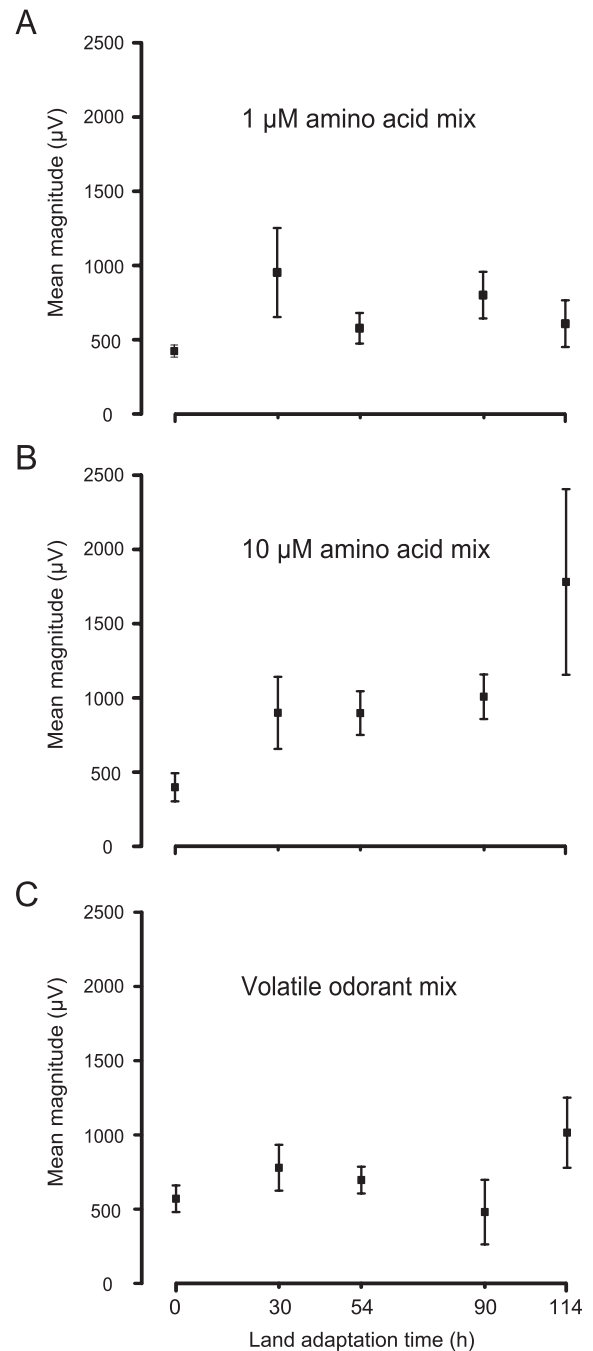 A
2500
2000
1500
1000
500
0
Mean magnitude (µV)
1 µM amino acid mix
B
2500
2000
1500
1000
500
0
Mean magnitude (µV)
10 µM amino acid mix
C
2500
2000
1500
1000
500
0
Mean magnitude (µV)
Volatile odorant mix
0 30 54 90 114
Land adaptation time (h)